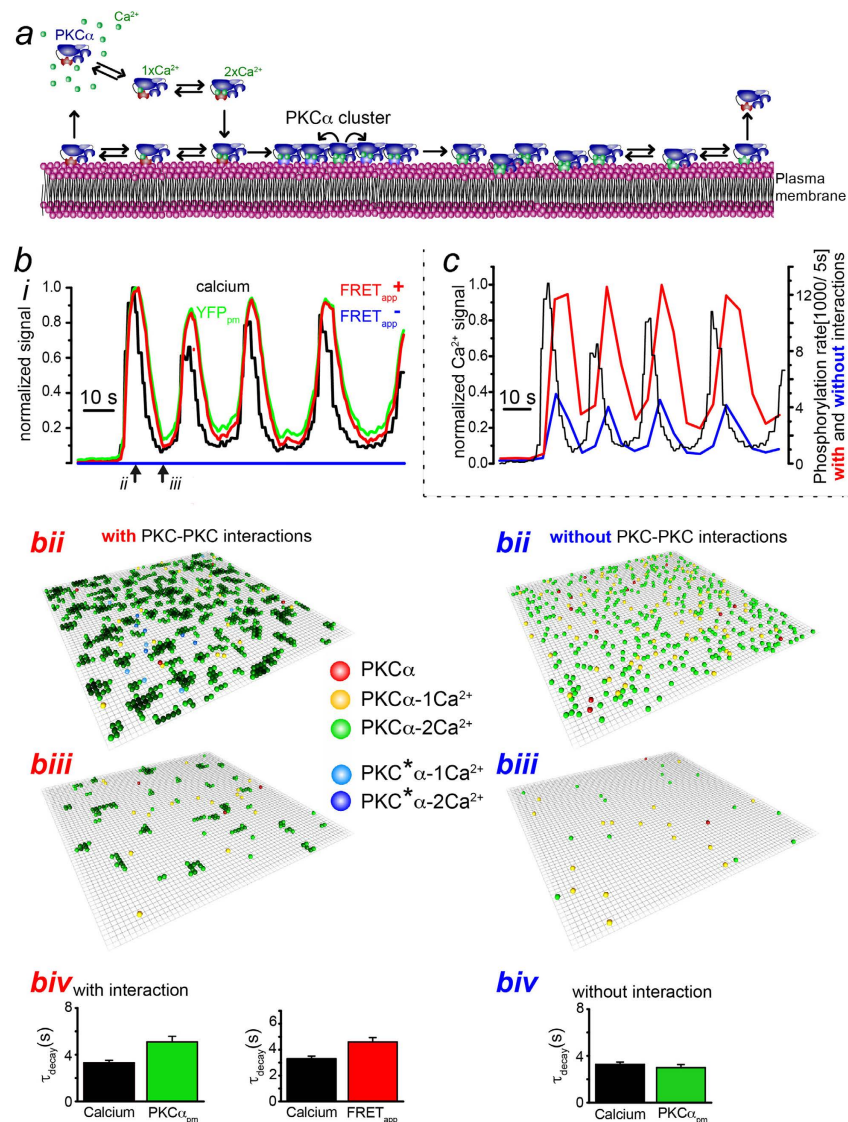 a
Ca²⁺
PKCα
1xCa²⁺
2xCa²⁺
PKCα cluster
Plasma
membrane
b
i
calcium
YFPpm
FRETapp+
FRETapp-
normalized signal
1.0
0.8
0.6
0.4
0.2
0.0
10 s
ii
iii
c
normalized Ca²⁺ signal
1.0
0.8
0.6
0.4
0.2
0.0
10 s
12
8
4
0
Phosphorylation rate[1000/ 5s]
with and without interactions
bii with PKC-PKC interactions
bii without PKC-PKC interactions
PKCα
PKCα-1Ca²⁺
PKCα-2Ca²⁺
PKC*α-1Ca²⁺
PKC*α-2Ca²⁺
biii
biii
biv
with interaction
τdecay(s)
8
4
0
Calcium PKCαpm
τdecay(s)
6
4
2
0
Calcium FRETapp
biv
without interaction
τdecay(s)
8
4
0
Calcium PKCαpm